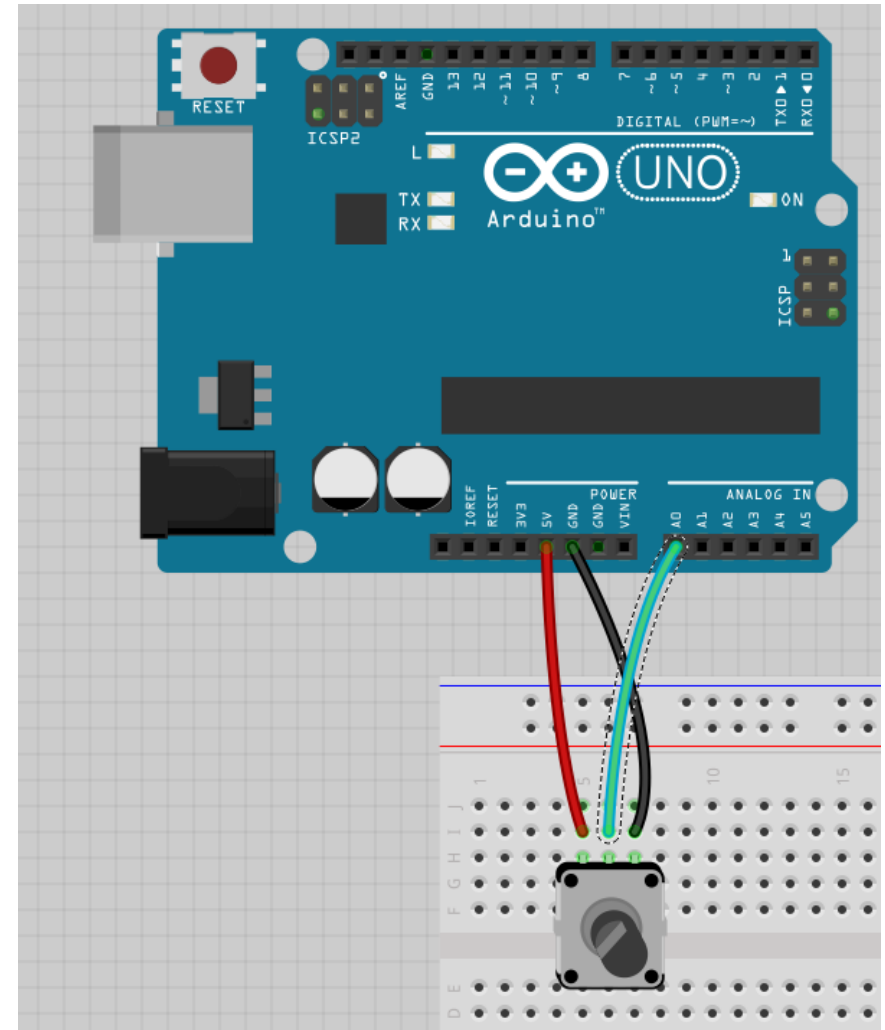 RESET
ICSP2
AREF
GND
13
12
~11
~10
~9
8
7
~6
~5
4
~3
2
TX0▶1
RX0◀0
DIGITAL (PWM=~)
L
TX
RX
Arduino™
UNO
ON
1
ICSP
IOREF
RESET
3V3
5V
GND
GND
VIN
POWER
ANALOG IN
A0
A1
A2
A3
A4
A5
1
5
10
15
J
I
H
G
F
E
D